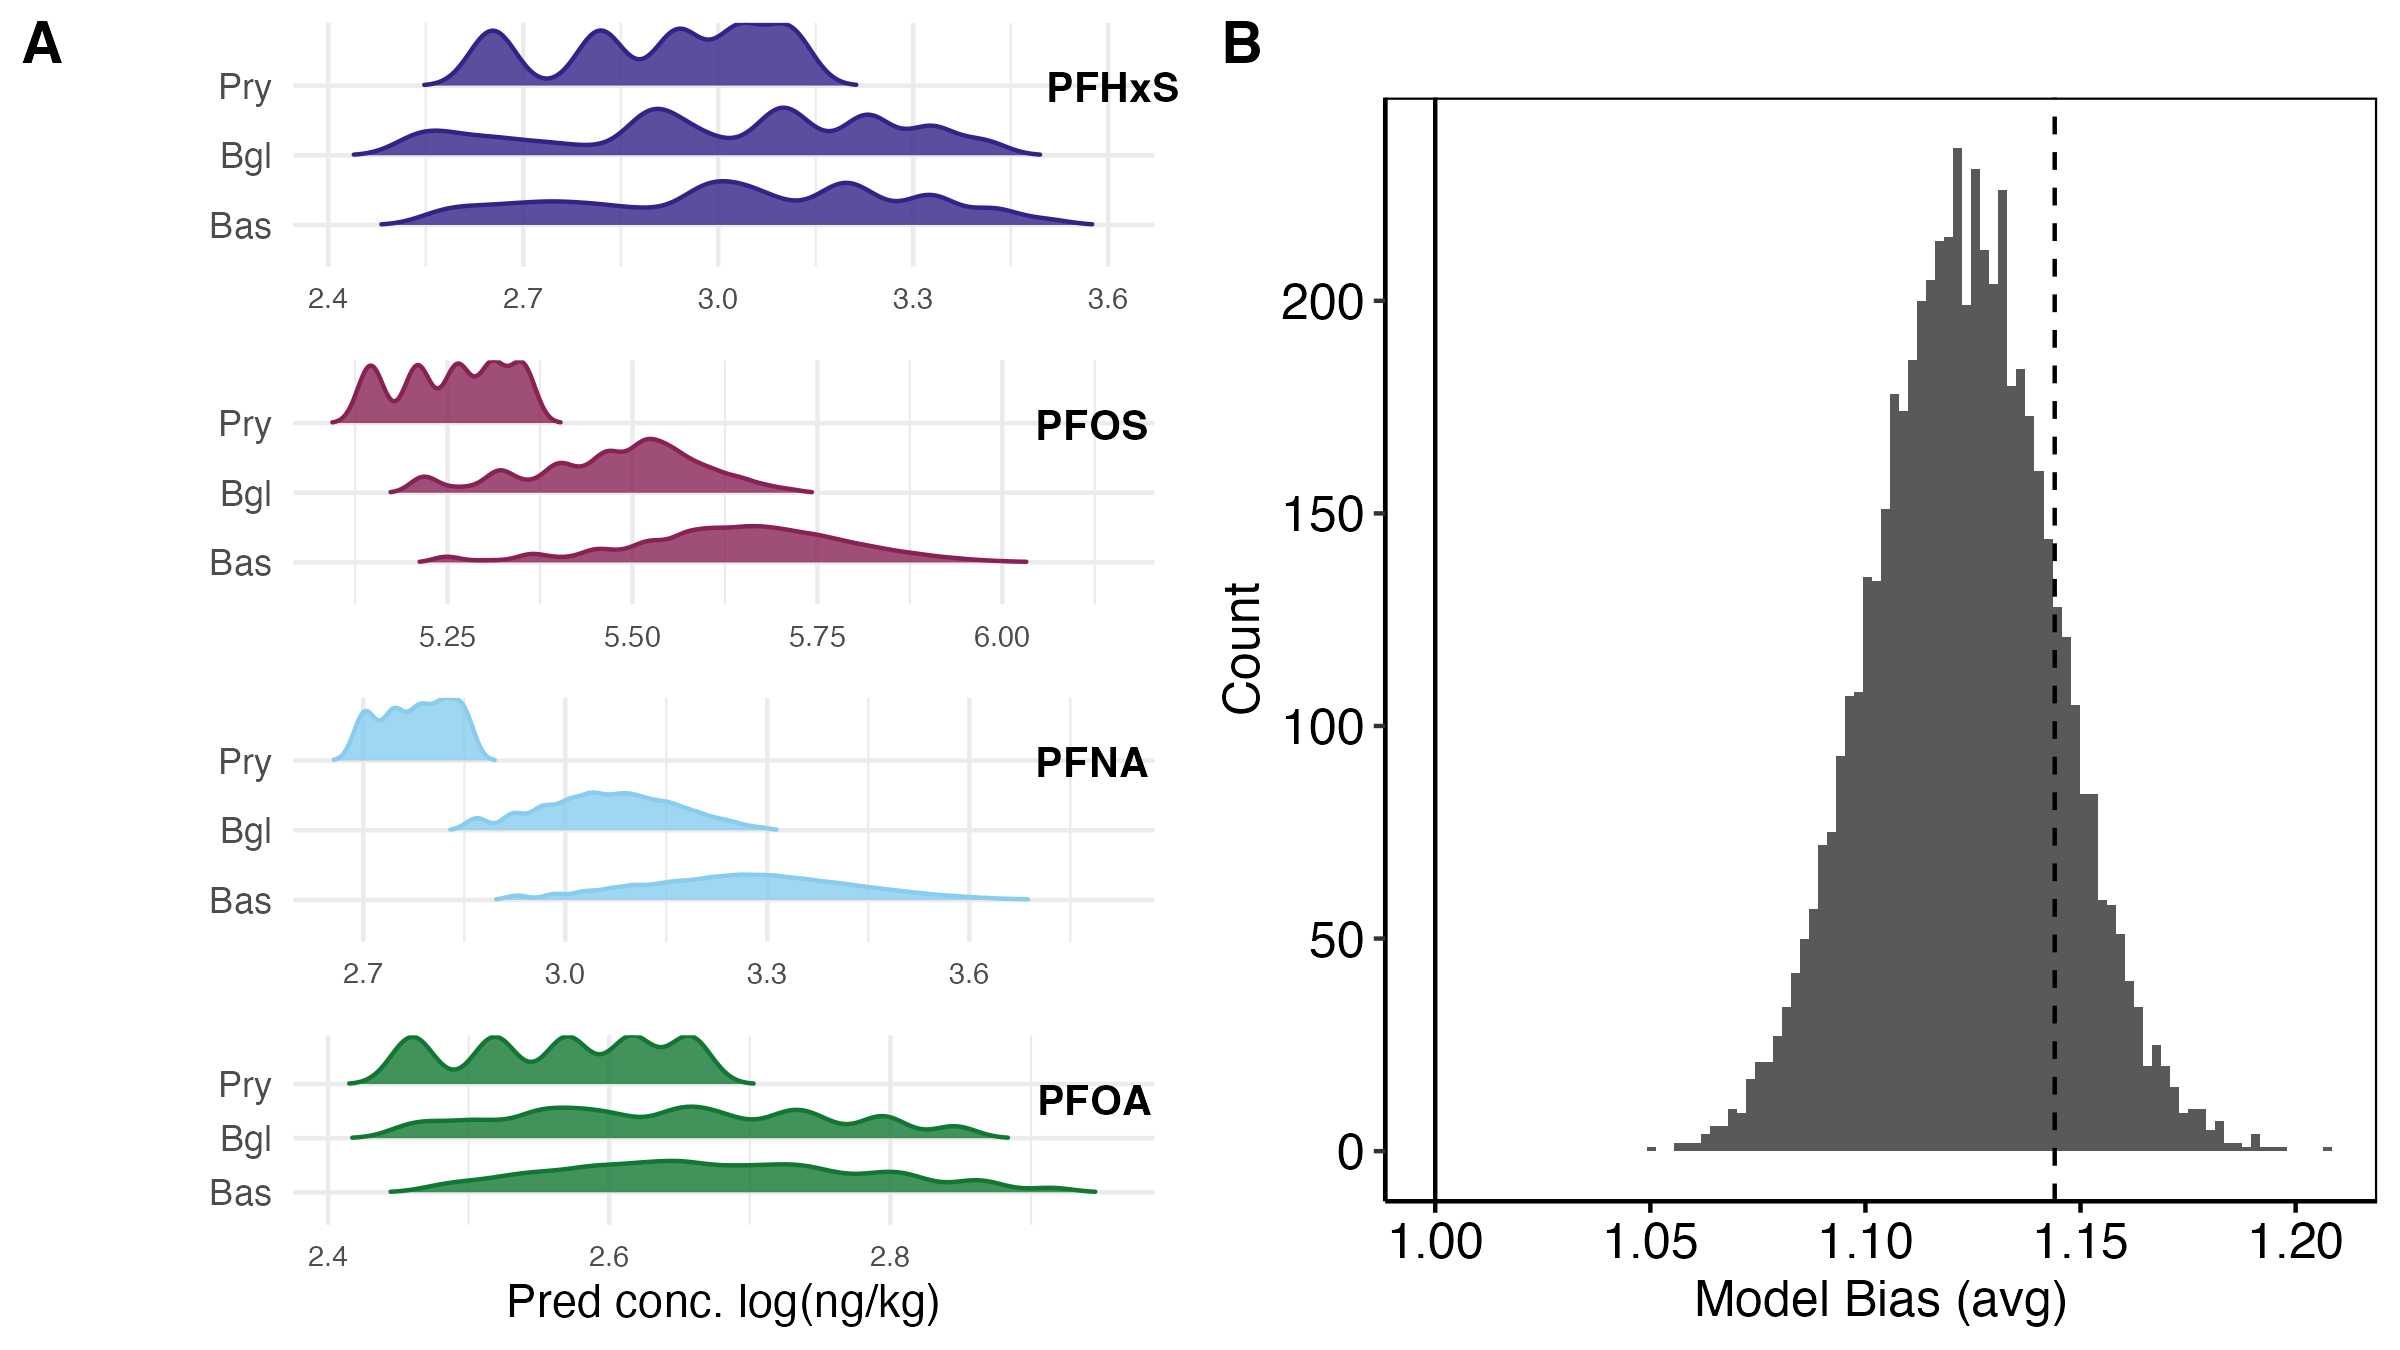 A
Pry
Bgl
Bas
PFHxS
2.4 2.7 3.0 3.3 3.6
Pry
Bgl
Bas
PFOS
5.25 5.50 5.75 6.00
Pry
Bgl
Bas
PFNA
2.7 3.0 3.3 3.6
Pry
Bgl
Bas
PFOA
2.4 2.6 2.8
Pred conc. log(ng/kg)
B
Count
200
150
100
50
0
1.00 1.05 1.10 1.15 1.20
Model Bias (avg)